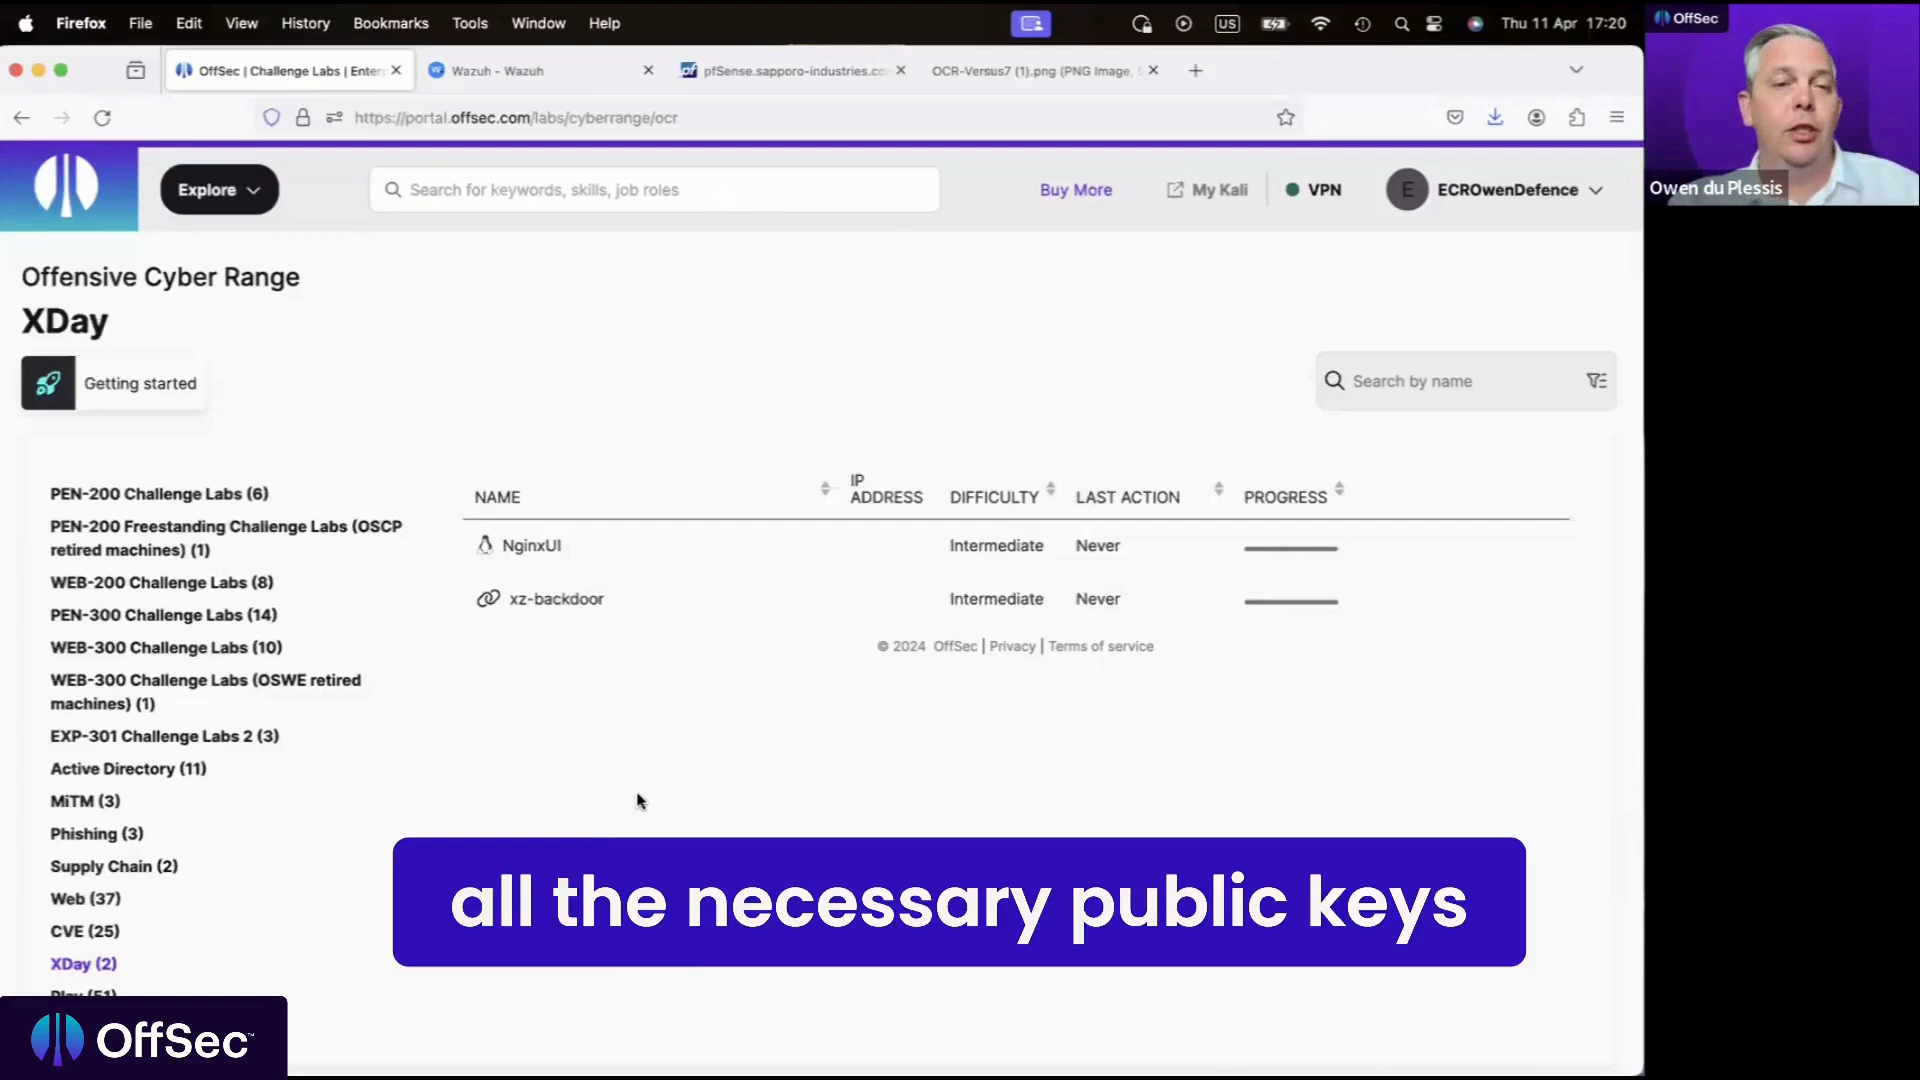 Firefox File Edit View History Bookmarks Tools Window Help
US
Thu 11 Apr 17:20
OffSec | Challenge Labs | Enter
Wazuh - Wazuh
pfSense.sapporo-industries.co
OCR-Versus7 (1).png (PNG Image,
https://portal.offsec.com/labs/cyberrange/ocr
Explore
Search for keywords, skills, job roles
Buy More
My Kali
VPN
E
ECROwenDefence
OffSec
Owen du Plessis
Offensive Cyber Range
XDay
Getting started
Search by name
PEN-200 Challenge Labs (6)
PEN-200 Freestanding Challenge Labs (OSCP
retired machines) (1)
WEB-200 Challenge Labs (8)
PEN-300 Challenge Labs (14)
WEB-300 Challenge Labs (10)
WEB-300 Challenge Labs (OSWE retired
machines) (1)
EXP-301 Challenge Labs 2 (3)
Active Directory (11)
MiTM (3)
Phishing (3)
Supply Chain (2)
Web (37)
CVE (25)
XDay (2)
Play (51)
NAME
IP
ADDRESS
DIFFICULTY
LAST ACTION
PROGRESS
NginxUI Intermediate Never
xz-backdoor Intermediate Never
© 2024 OffSec | Privacy | Terms of service
all the necessary public keys
OffSec™